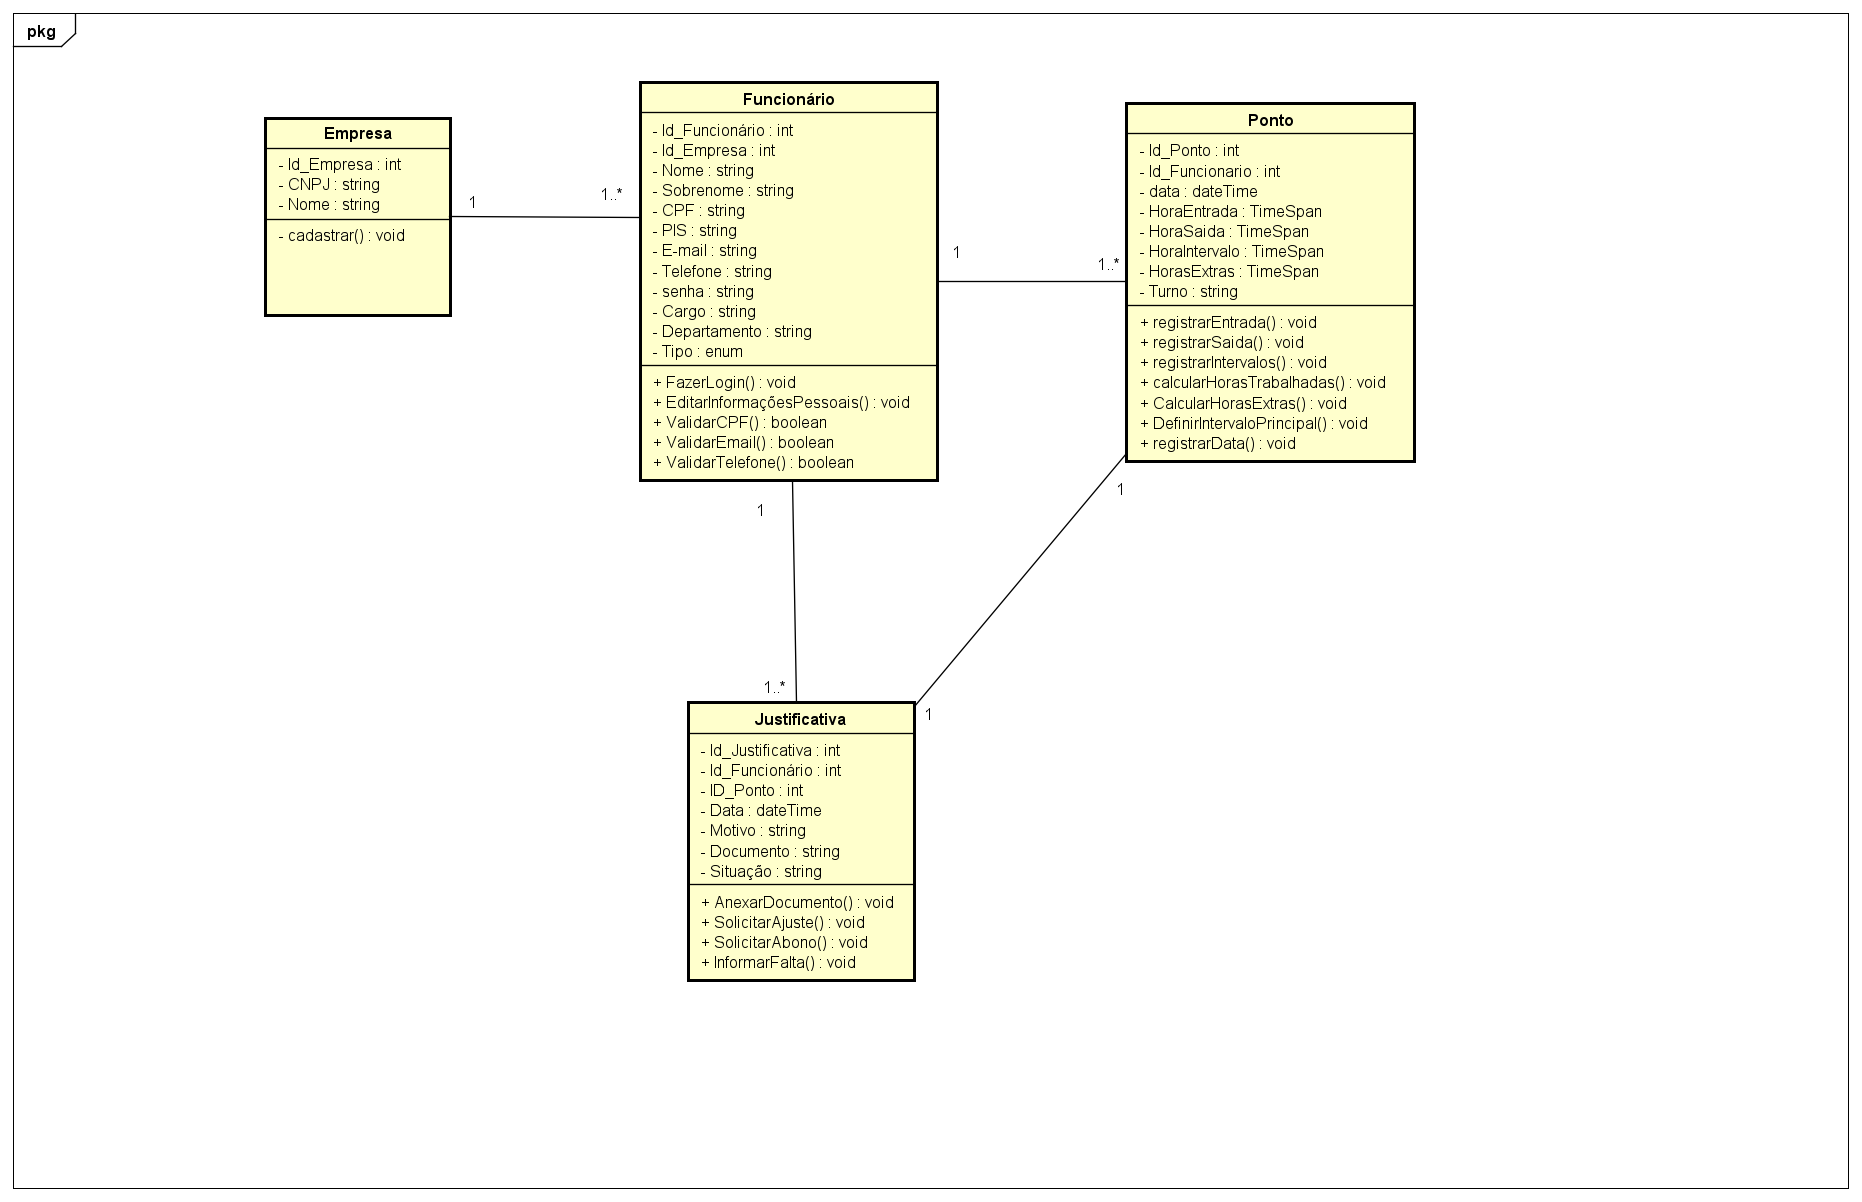 pkg
Empresa
- Id_Empresa : int
- CNPJ : string
- Nome : string
- cadastrar() : void
1
1..*
Funcionário
- Id_Funcionário : int
- Id_Empresa : int
- Nome : string
- Sobrenome : string
- CPF : string
- PIS : string
- E-mail : string
- Telefone : string
- senha : string
- Cargo : string
- Departamento : string
- Tipo : enum
+ FazerLogin() : void
+ EditarInformaçõesPessoais() : void
+ ValidarCPF() : boolean
+ ValidarEmail() : boolean
+ ValidarTelefone() : boolean
1
1..*
Ponto
- Id_Ponto : int
- Id_Funcionario : int
- data : dateTime
- HoraEntrada : TimeSpan
- HoraSaida : TimeSpan
- HoraIntervalo : TimeSpan
- HorasExtras : TimeSpan
- Turno : string
+ registrarEntrada() : void
+ registrarSaida() : void
+ registrarIntervalos() : void
+ calcularHorasTrabalhadas() : void
+ CalcularHorasExtras() : void
+ DefinirIntervaloPrincipal() : void
+ registrarData() : void
1
1
1..*
1
Justificativa
- Id_Justificativa : int
- Id_Funcionário : int
- ID_Ponto : int
- Data : dateTime
- Motivo : string
- Documento : string
- Situação : string
+ AnexarDocumento() : void
+ SolicitarAjuste() : void
+ SolicitarAbono() : void
+ InformarFalta() : void